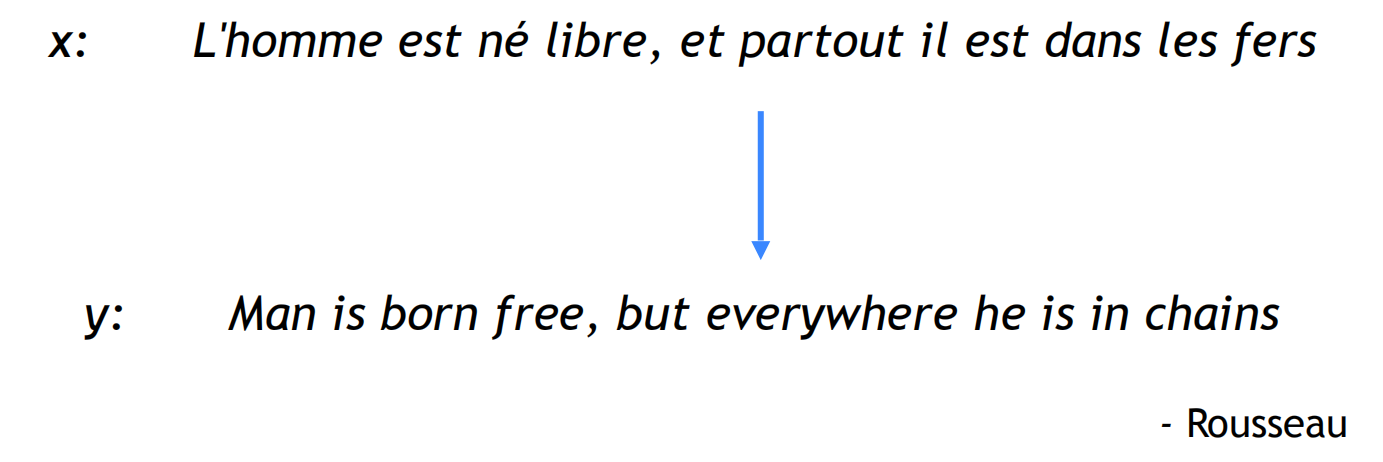 x: L'homme est né libre, et partout il est dans les fers
y: Man is born free, but everywhere he is in chains
- Rousseau